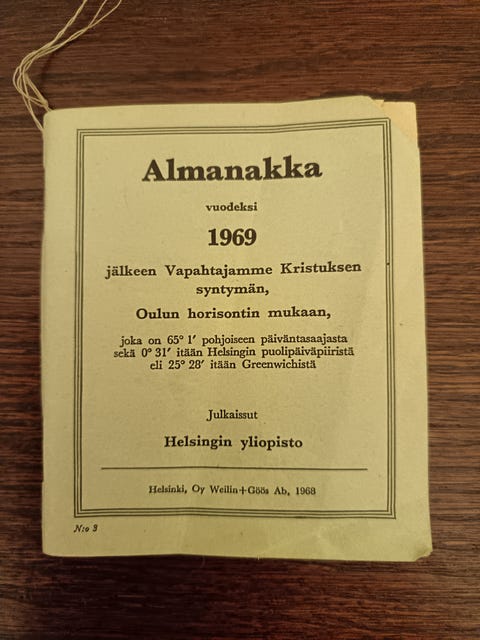 Almanakka
vuodeksi
1969
jälkeen Vapahtajamme Kristuksen
syntymän,
Oulun horisontin mukaan,
joka on 65° 1′ pohjoiseen päiväntasaajasta
sekä 0° 31′ itään Helsingin puolipäiväpiiristä
eli 25° 28′ itään Greenwichistä
Julkaissut
Helsingin yliopisto
Helsinki, Oy Weilin+Göös Ab, 1968
N:o 3